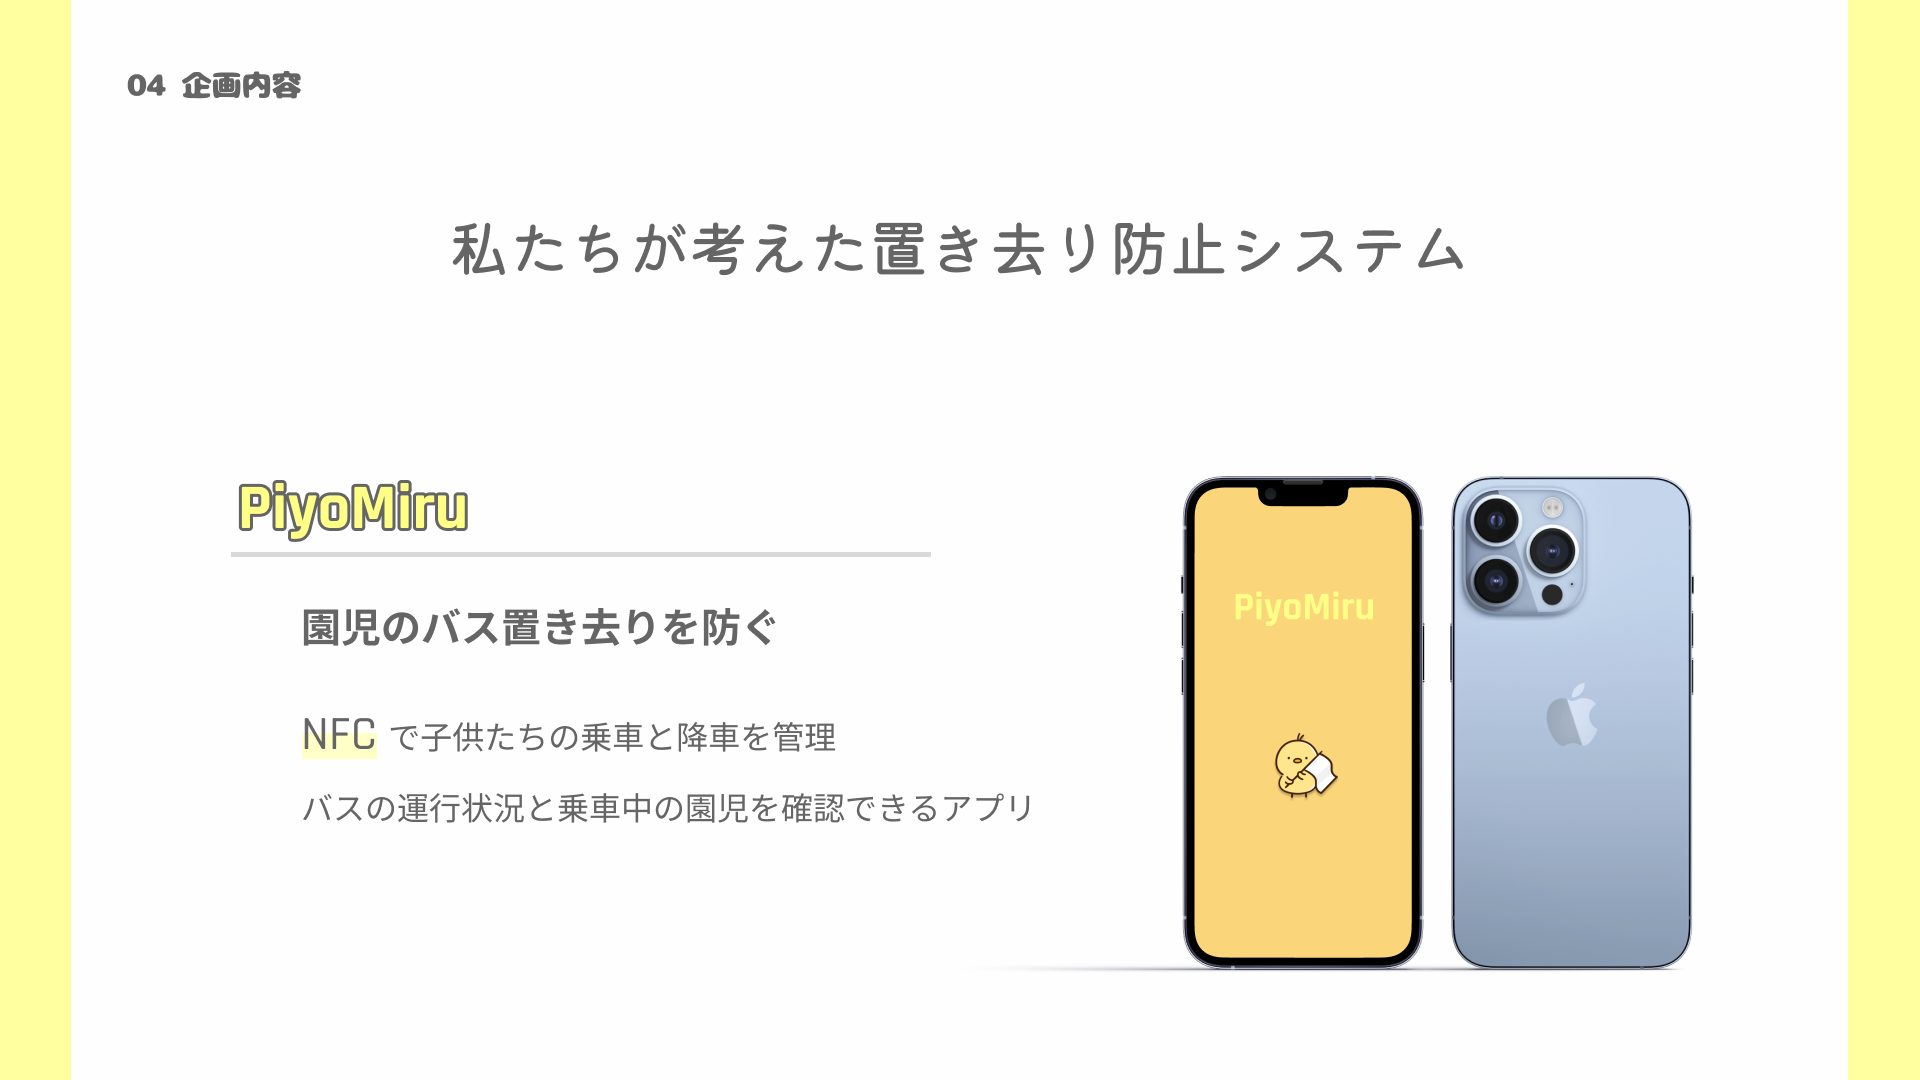 04 企画内容
私たちが考えた置き去り防止システム
PiyoMiru
園児のバス置き去りを防ぐ
NFC で子供たちの乗車と降車を管理
バスの運行状況と乗車中の園児を確認できるアプリ
PiyoMiru